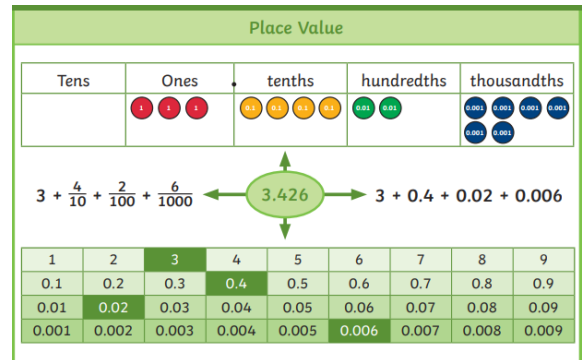 Place Value
Tens Ones . tenths hundredths thousandths
1 1 1 0.1 0.1 0.1 0.1 0.01 0.01 0.001 0.001 0.001 0.001
0.001 0.001
3 + 4/10 + 2/100 + 6/1000 3.426 3 + 0.4 + 0.02 + 0.006
1 2 3 4 5 6 7 8 9
0.1 0.2 0.3 0.4 0.5 0.6 0.7 0.8 0.9
0.01 0.02 0.03 0.04 0.05 0.06 0.07 0.08 0.09
0.001 0.002 0.003 0.004 0.005 0.006 0.007 0.008 0.009